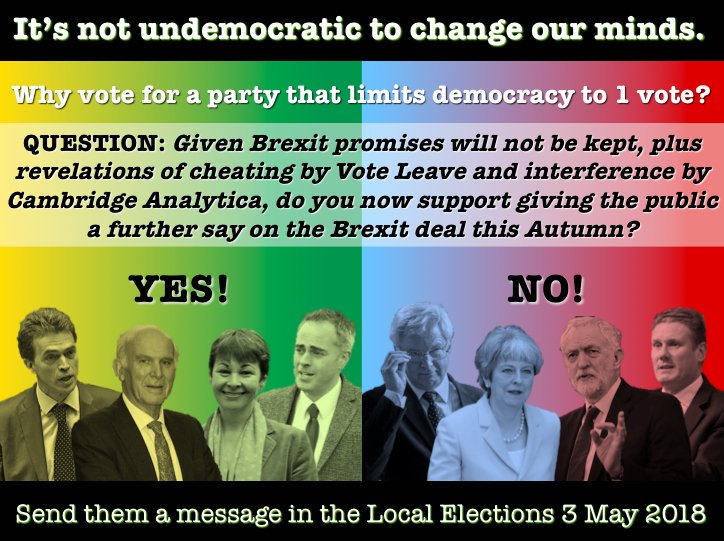 It's not undemocratic to change our minds.
Why vote for a party that limits democracy to 1 vote?
QUESTION: Given Brexit promises will not be kept, plus
revelations of cheating by Vote Leave and interference by
Cambridge Analytica, do you now support giving the public
a further say on the Brexit deal this Autumn?
YES!
NO!
Send them a message in the Local Elections 3 May 2018